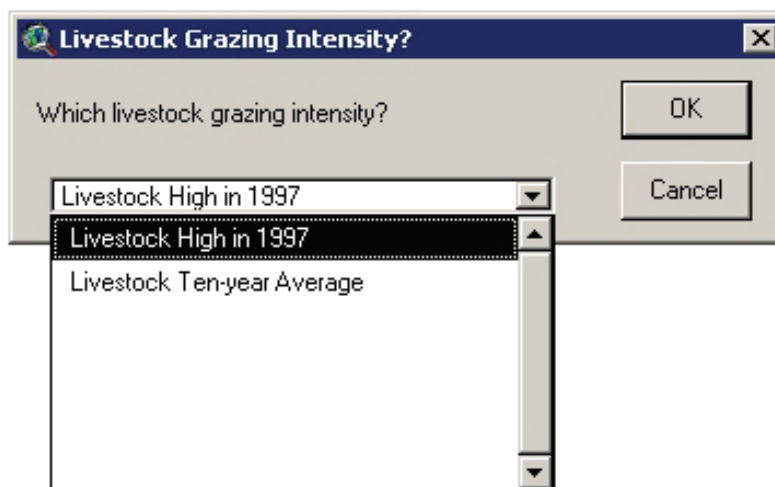 Livestock Grazing Intensity?
Which livestock grazing intensity?
OK
Cancel
Livestock High in 1997
Livestock High in 1997
Livestock Ten-year Average